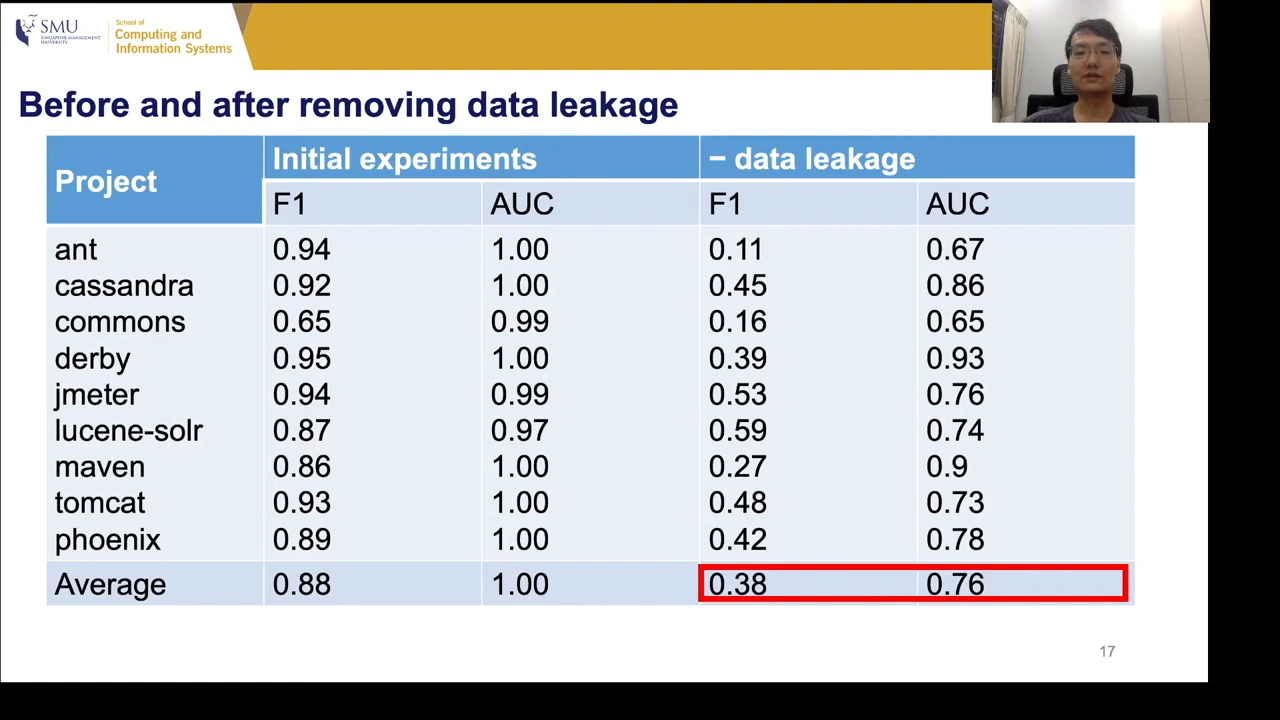 SMU
SINGAPORE MANAGEMENT
UNIVERSITY
School of
Computing and
Information Systems
Before and after removing data leakage
Project Initial experiments − data leakage
F1 AUC F1 AUC
ant 0.94 1.00 0.11 0.67
cassandra 0.92 1.00 0.45 0.86
commons 0.65 0.99 0.16 0.65
derby 0.95 1.00 0.39 0.93
jmeter 0.94 0.99 0.53 0.76
lucene-solr 0.87 0.97 0.59 0.74
maven 0.86 1.00 0.27 0.9
tomcat 0.93 1.00 0.48 0.73
phoenix 0.89 1.00 0.42 0.78
Average 0.88 1.00 0.38 0.76
17